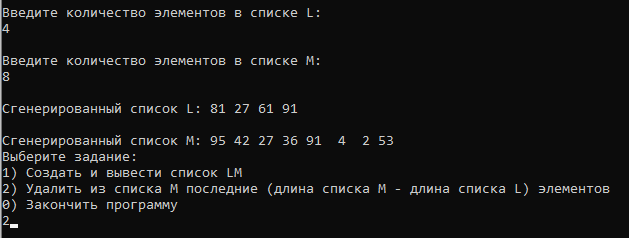 Введите количество элементов в списке L:
4
Введите количество элементов в списке M:
8
Сгенерированный список L: 81 27 61 91
Сгенерированный список M: 95 42 27 36 91  4  2 53
Выберите задание:
1) Создать и вывести список LM
2) Удалить из списка M последние (длина списка M - длина списка L) элементов
0) Закончить программу
2